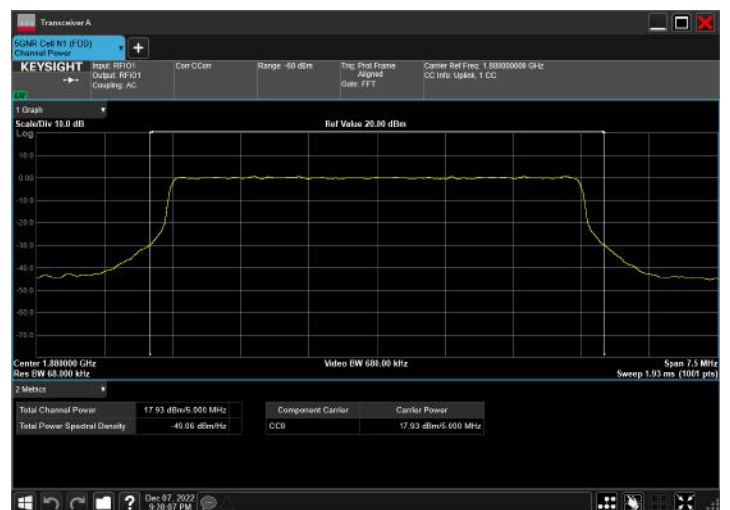 Transceiver A
5GNR Cell N1 (FDD)
Channel Power
KEYSIGHT Input: RFIO1 Corr CCorr Range -60 dBm Trig: Prot Frame Carrier Ref Freq: 1.880000000 GHz
Output: RFIO1 Aligned CC Info: Uplink, 1 CC
Coupling: AC Gate: FFT
1 Graph
Scale/Div 10.0 dB Ref Value 20.00 dBm
Log
10.0
0.00
-10.0
-20.0
-30.0
-40.0
-50.0
-60.0
-70.0
Center 1.880000 GHz Video BW 680.00 kHz Span 7.5 MHz
Res BW 68.000 kHz Sweep 1.93 ms (1001 pts)
2 Metrics
Total Channel Power 17.93 dBm/5.000 MHz Component Carrier Carrier Power
Total Power Spectral Density -49.06 dBm/Hz CC0 17.93 dBm/5.000 MHz
? Dec 07, 2022
9:28:07 PM